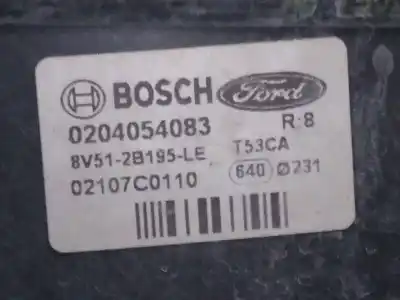 BOSCH Ford
0204054083 R:8
8V51-2B195-LE T53CA
02107C0110 640 Ø231